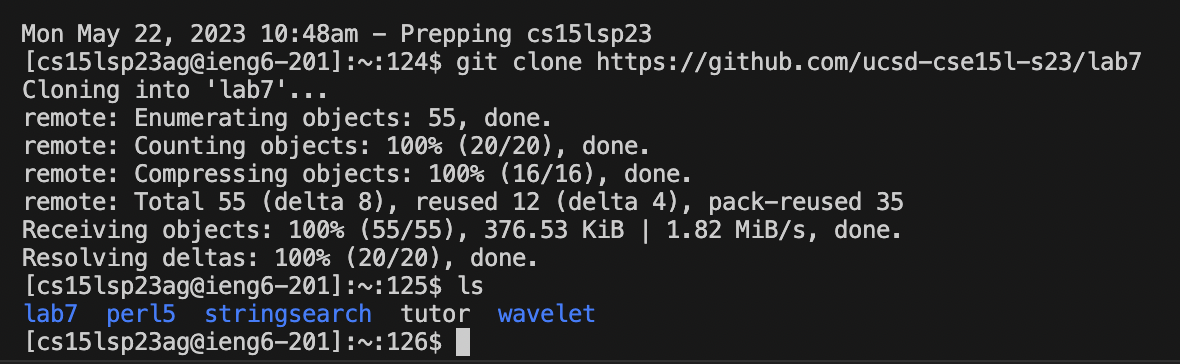 Mon May 22, 2023 10:48am - Prepping cs15lsp23
[cs15lsp23ag@ieng6-201]:~:124$ git clone https://github.com/ucsd-cse15l-s23/lab7
Cloning into 'lab7'...
remote: Enumerating objects: 55, done.
remote: Counting objects: 100% (20/20), done.
remote: Compressing objects: 100% (16/16), done.
remote: Total 55 (delta 8), reused 12 (delta 4), pack-reused 35
Receiving objects: 100% (55/55), 376.53 KiB | 1.82 MiB/s, done.
Resolving deltas: 100% (20/20), done.
[cs15lsp23ag@ieng6-201]:~:125$ ls
lab7  perl5  stringsearch  tutor  wavelet
[cs15lsp23ag@ieng6-201]:~:126$